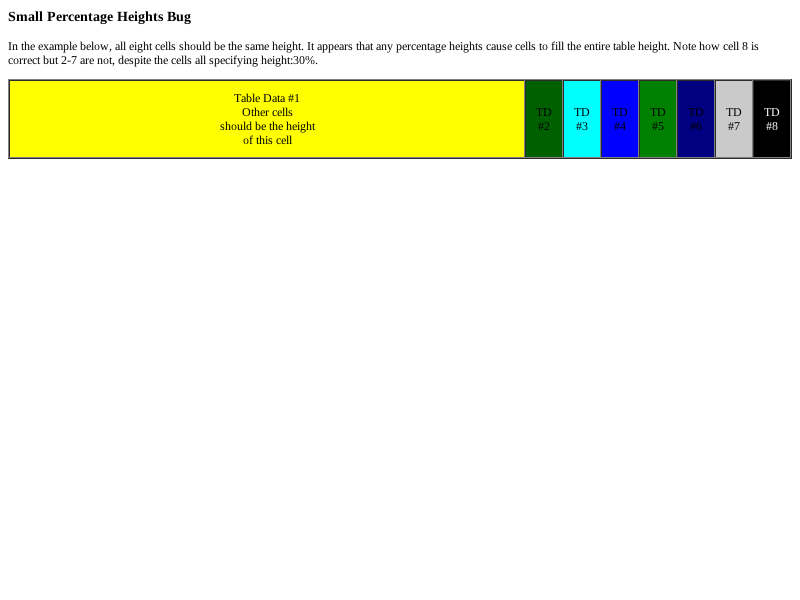 Small Percentage Heights Bug
In the example below, all eight cells should be the same height. It appears that any percentage heights cause cells to fill the entire table height. Note how cell 8 is
correct but 2-7 are not, despite the cells all specifying height:30%.
Table Data #1
Other cells
should be the height
of this cell
TD
#2
TD
#3
TD
#4
TD
#5
TD
#6
TD
#7
TD
#8